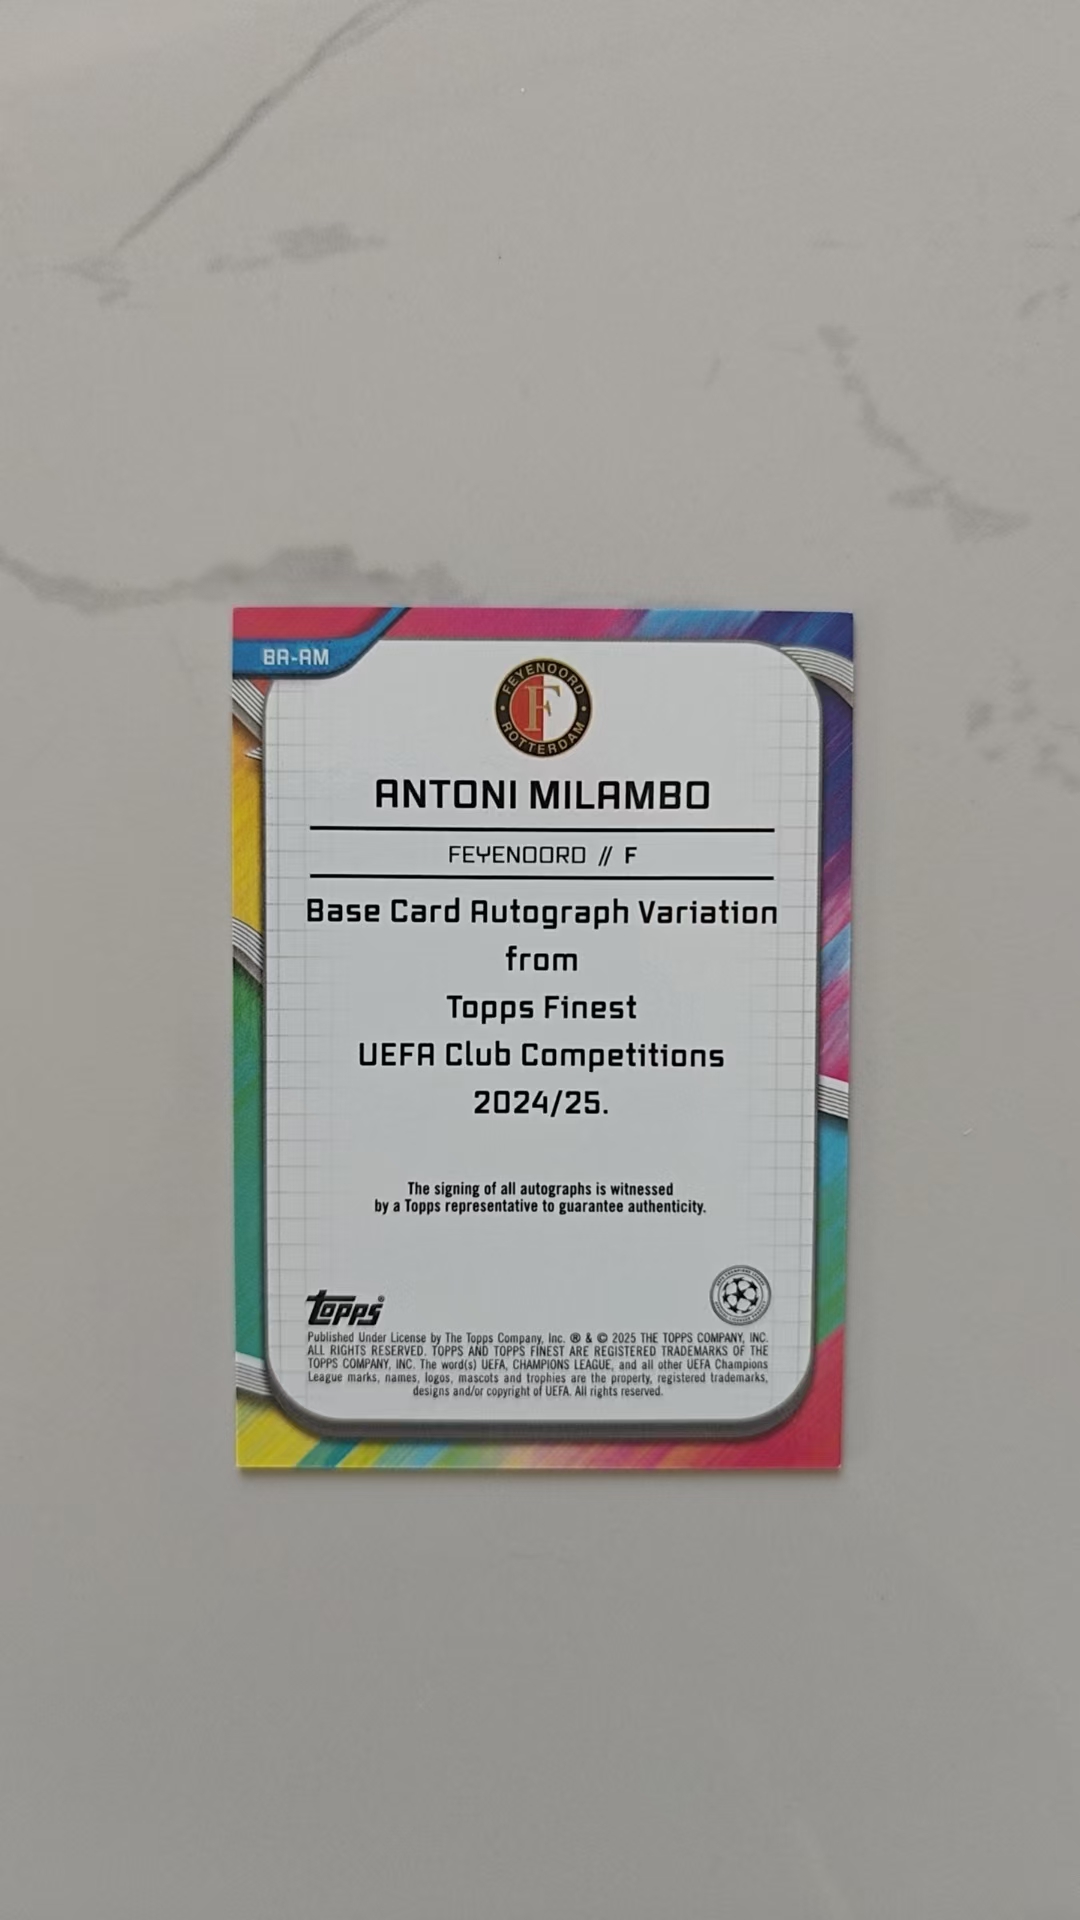 BA-AM
FEYENOORD
F
ROTTERDAM
ANTONI MILAMBO
FEYENOORD // F
Base Card Autograph Variation
from
Topps Finest
UEFA Club Competitions
2024/25.
The signing of all autographs is witnessed
by a Topps representative to guarantee authenticity.
Topps®
Published Under License by The Topps Company, Inc. ® & © 2025 THE TOPPS COMPANY, INC.
ALL RIGHTS RESERVED. TOPPS AND TOPPS FINEST ARE REGISTERED TRADEMARKS OF THE
TOPPS COMPANY, INC. The word(s) UEFA, CHAMPIONS LEAGUE, and all other UEFA Champions
League marks, names, logos, mascots and trophies are the property, registered trademarks,
designs and/or copyright of UEFA. All rights reserved.